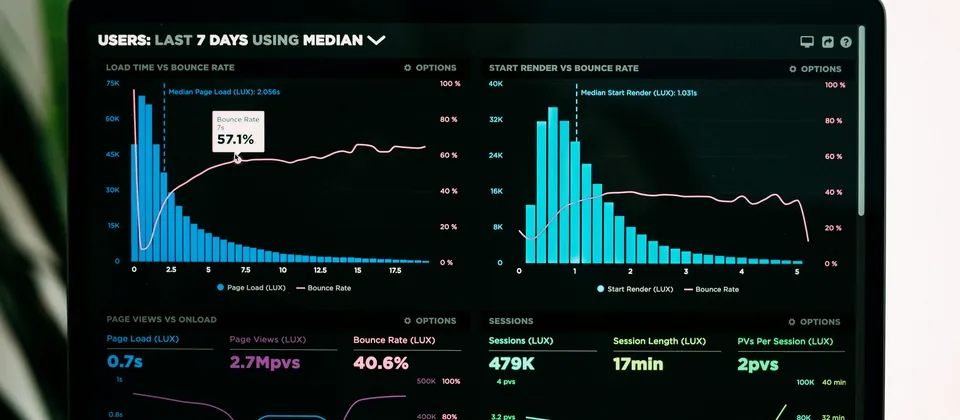 USERS: LAST 7 DAYS USING MEDIAN
LOAD TIME VS BOUNCE RATE
OPTIONS
75K
60K
45K
30K
15K
0
Median Page Load (LUX): 2.056s
Bounce Rate
7s
57.1%
100 %
80 %
60 %
40 %
20 %
0 %
0 2.5 5 7.5 10 12.5 15 17.5
Page Load (LUX) Bounce Rate
START RENDER VS BOUNCE RATE
OPTIONS
40K
32K
24K
16K
8K
0
Median Start Render (LUX): 1.031s
100 %
80 %
60 %
40 %
20 %
0 %
0 1 2 3 4 5
Start Render (LUX) Bounce Rate
PAGE VIEWS VS ONLOAD
OPTIONS
Page Load (LUX) Page Views (LUX) Bounce Rate (LUX)
0.7s 2.7Mpvs 40.6%
1s 500K 100%
0.8s 400K 80%
SESSIONS
OPTIONS
Sessions (LUX) Session Length (LUX) PVs Per Session (LUX)
479K 17min 2pvs
4 pvs 100K 40 min
3.2 pvs 80K 32 min